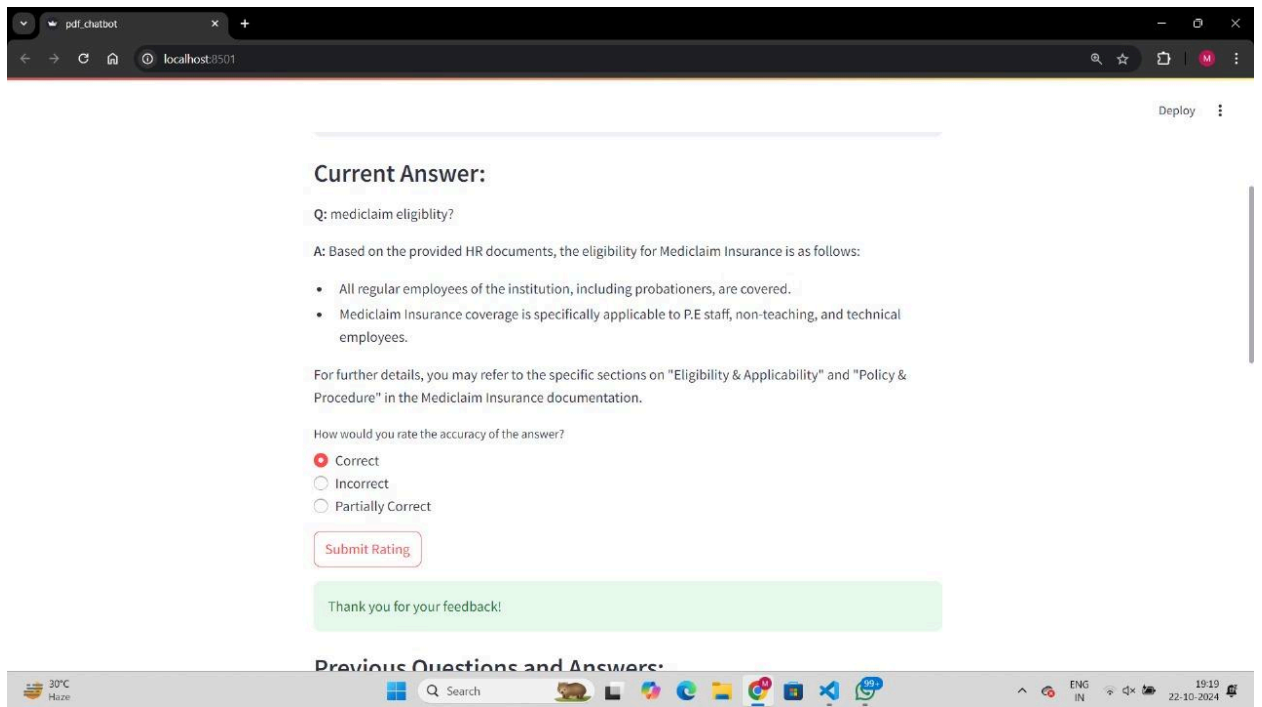 pdf_chatbot
localhost:8501
M
Deploy
Current Answer:
Q: mediclaim eligiblity?
A: Based on the provided HR documents, the eligibility for Mediclaim Insurance is as follows:
• All regular employees of the institution, including probationers, are covered.
• Mediclaim Insurance coverage is specifically applicable to P.E staff, non-teaching, and technical
employees.
For further details, you may refer to the specific sections on "Eligibility & Applicability" and "Policy &
Procedure" in the Mediclaim Insurance documentation.
How would you rate the accuracy of the answer?
Correct
Incorrect
Partially Correct
Submit Rating
Thank you for your feedback!
Previous Questions and Answers:
30°C
Haze
Search
M
99+
ENG
IN
19:19
22-10-2024